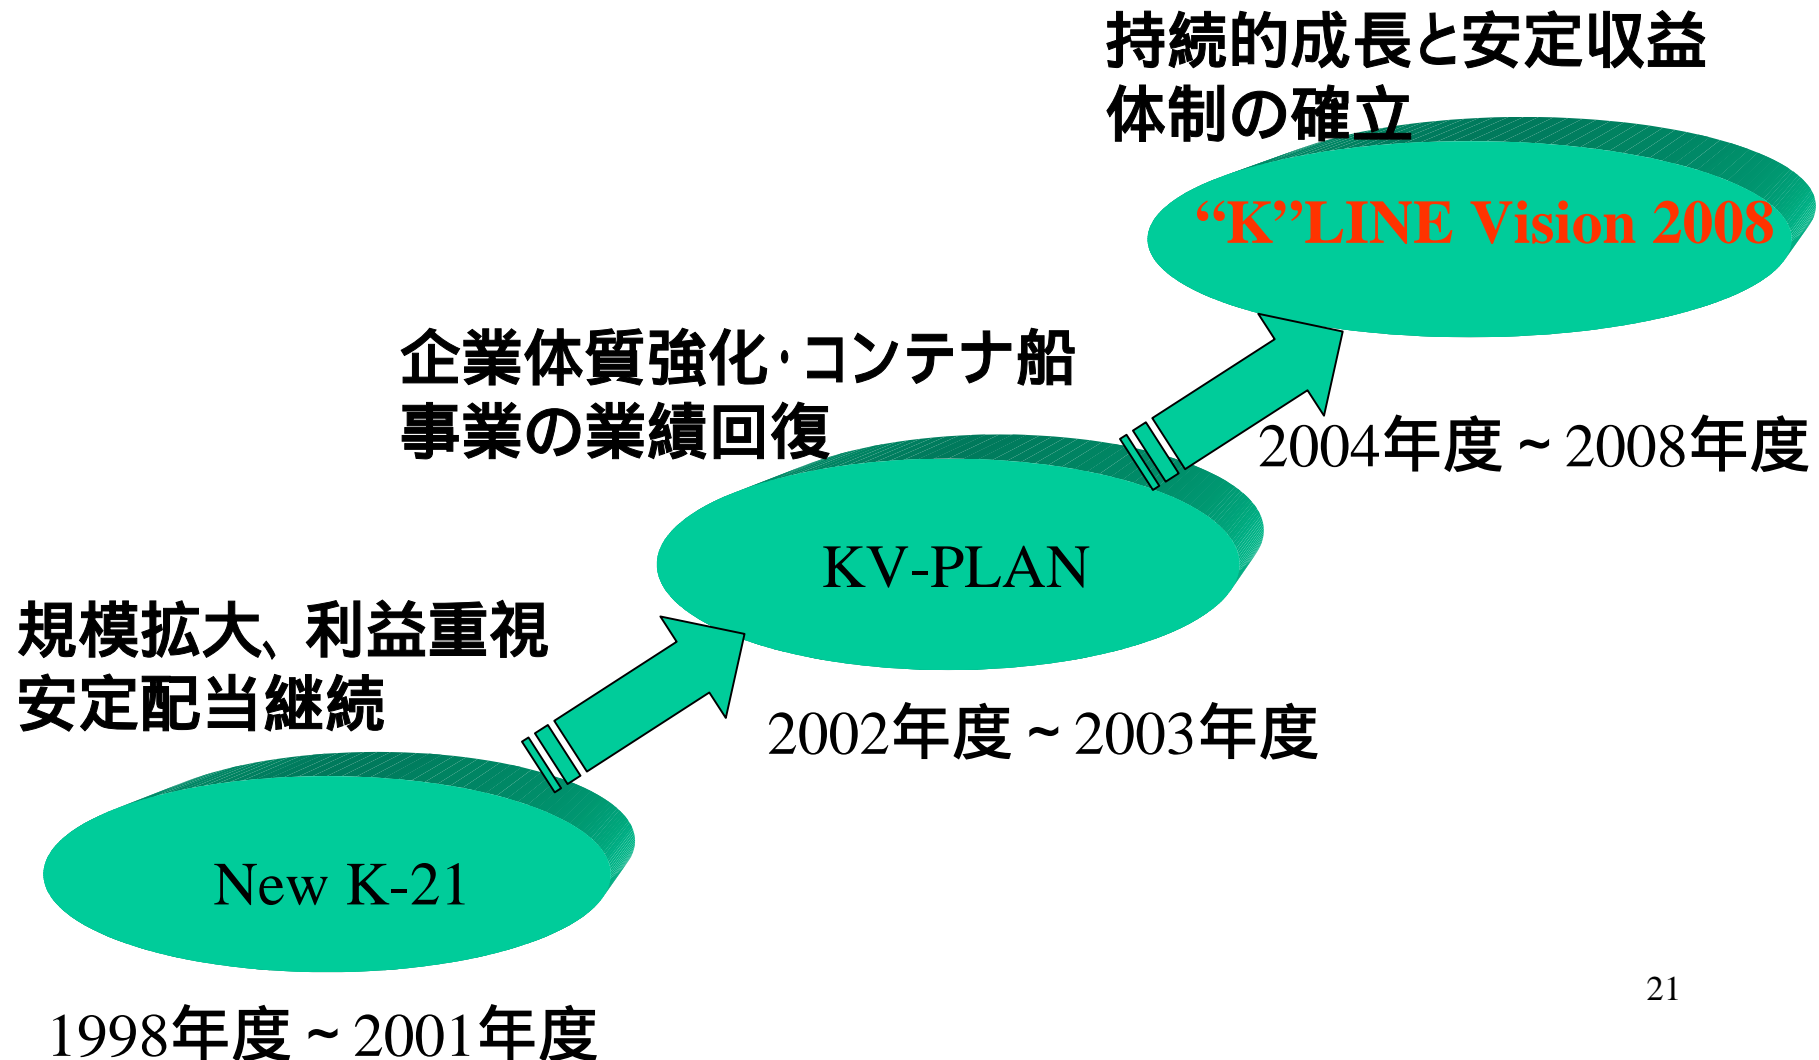 持続的成長と安定収益
体制の確立
“K”LINE Vision 2008
2004年度～2008年度
企業体質強化・コンテナ船
事業の業績回復
KV-PLAN
2002年度～2003年度
規模拡大、利益重視
安定配当継続
New K-21
1998年度～2001年度
21